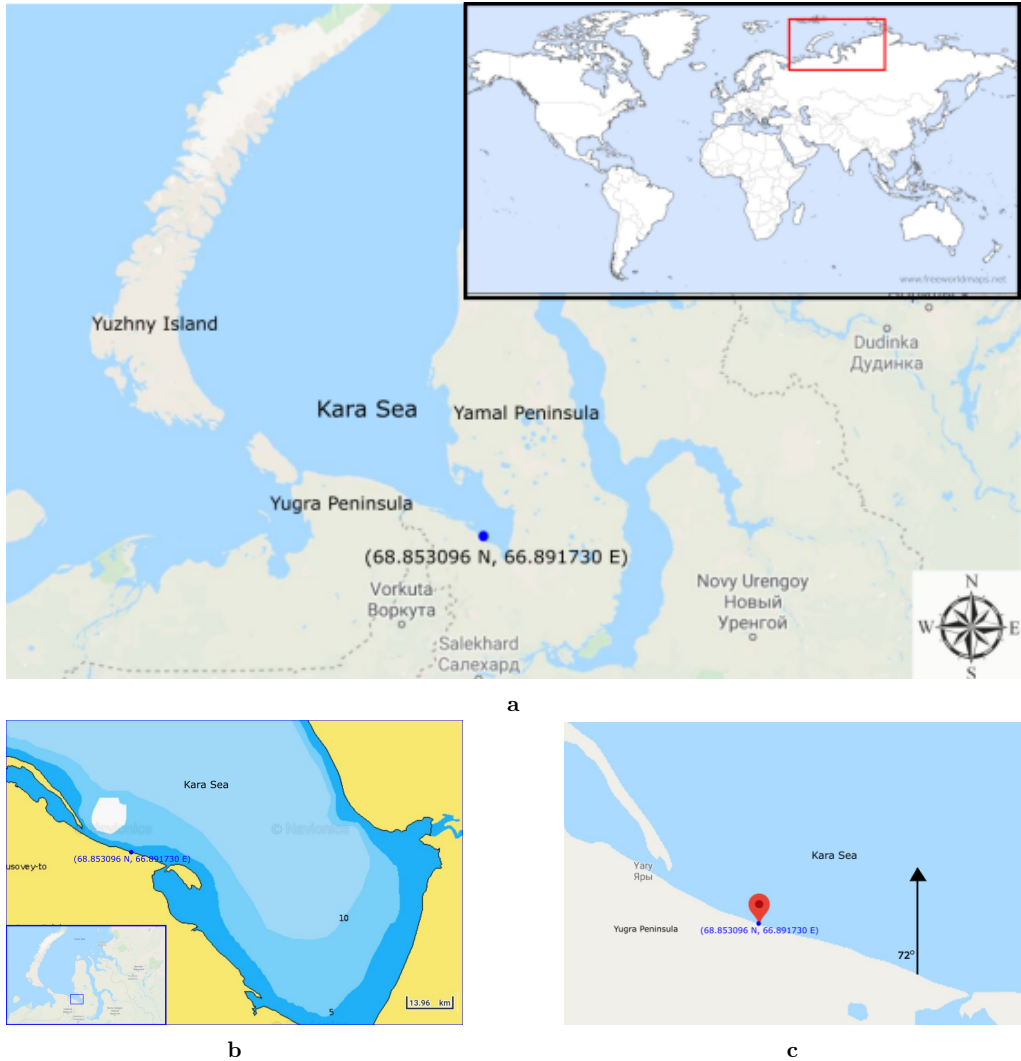 www.freeworldmaps.net
Yuzhny Island
Dudinka
Дудинка
Kara Sea
Yamal Peninsula
Yugra Peninsula
(68.853096 N, 66.891730 E)
Vorkuta
Воркута
Novy Urengoy
Новый
Уренгой
Salekhard
Салехард
N
W
E
S
a
Kara Sea
© Navionics
(68.853096 N, 66.891730 E)
usovey-to
10
5
13.96 km
b
Kara Sea
Yary
Яры
Yugra Peninsula
(68.853096 N, 66.891730 E)
72°
c